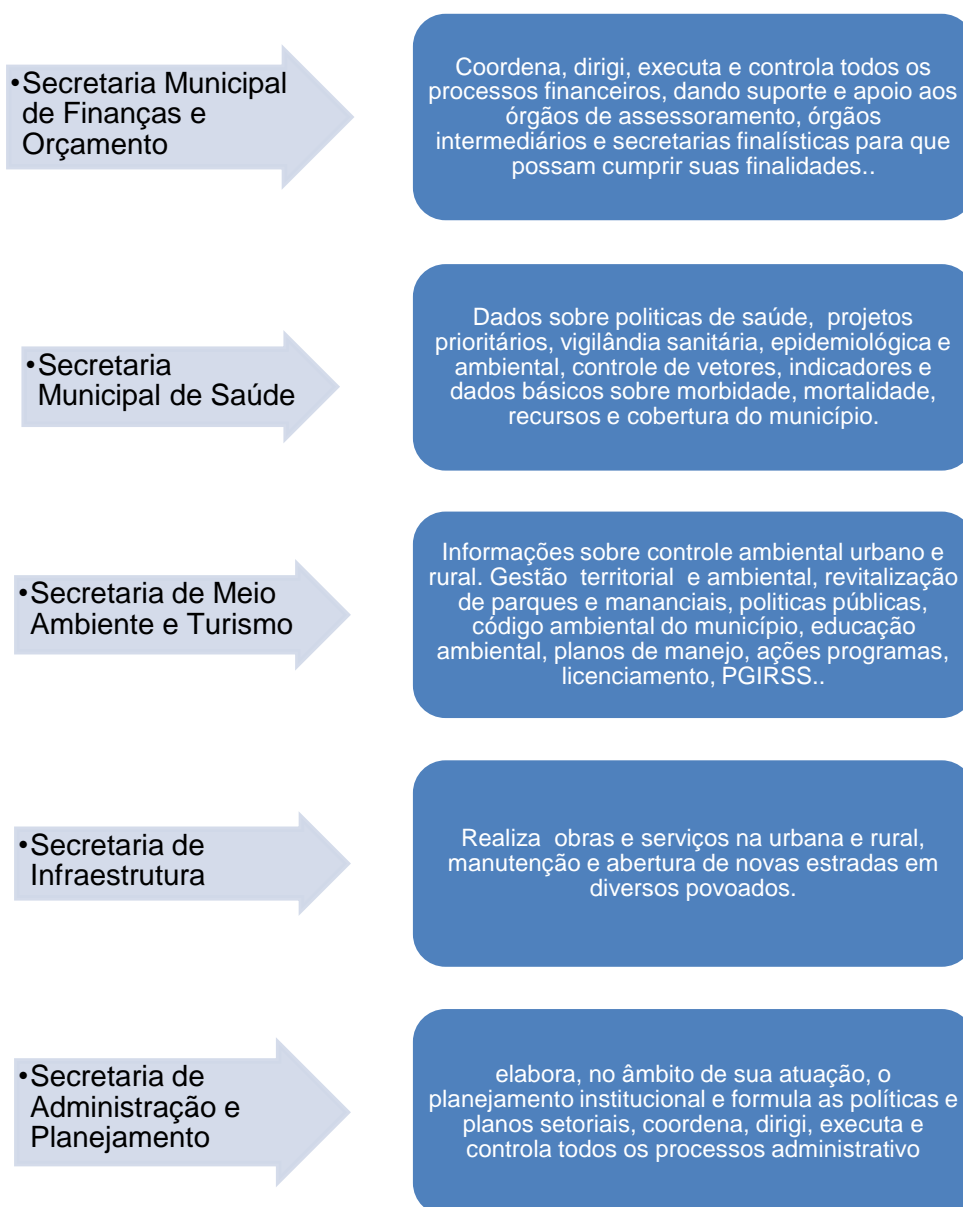 •Secretaria Municipal
de Finanças e
Orçamento
Coordena, dirigi, executa e controla todos os
processos financeiros, dando suporte e apoio aos
órgãos de assessoramento, órgãos
intermediários e secretarias finalísticas para que
possam cumprir suas finalidades..
•Secretaria
Municipal de Saúde
Dados sobre politicas de saúde, projetos
prioritários, vigilândia sanitária, epidemiológica e
ambiental, controle de vetores, indicadores e
dados básicos sobre morbidade, mortalidade,
recursos e cobertura do município.
•Secretaria de Meio
Ambiente e Turismo
Informações sobre controle ambiental urbano e
rural. Gestão territorial e ambiental, revitalização
de parques e mananciais, politicas públicas,
código ambiental do município, educação
ambiental, planos de manejo, ações programas,
licenciamento, PGIRSS..
•Secretaria de
Infraestrutura
Realiza obras e serviços na urbana e rural,
manutenção e abertura de novas estradas em
diversos povoados.
•Secretaria de
Administração e
Planejamento
elabora, no âmbito de sua atuação, o
planejamento institucional e formula as políticas e
planos setoriais, coordena, dirigi, executa e
controla todos os processos administrativo